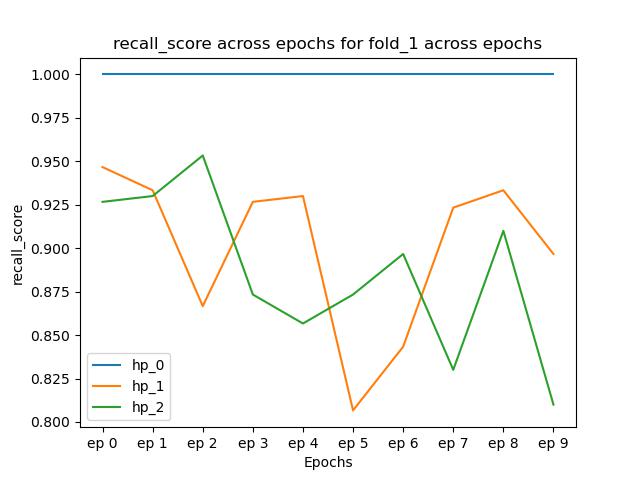 recall_score across epochs for fold_1 across epochs
1.000
0.975
0.950
0.925
0.900
0.875
0.850
0.825
0.800
recall_score
hp_0
hp_1
hp_2
ep 0 ep 1 ep 2 ep 3 ep 4 ep 5 ep 6 ep 7 ep 8 ep 9
Epochs